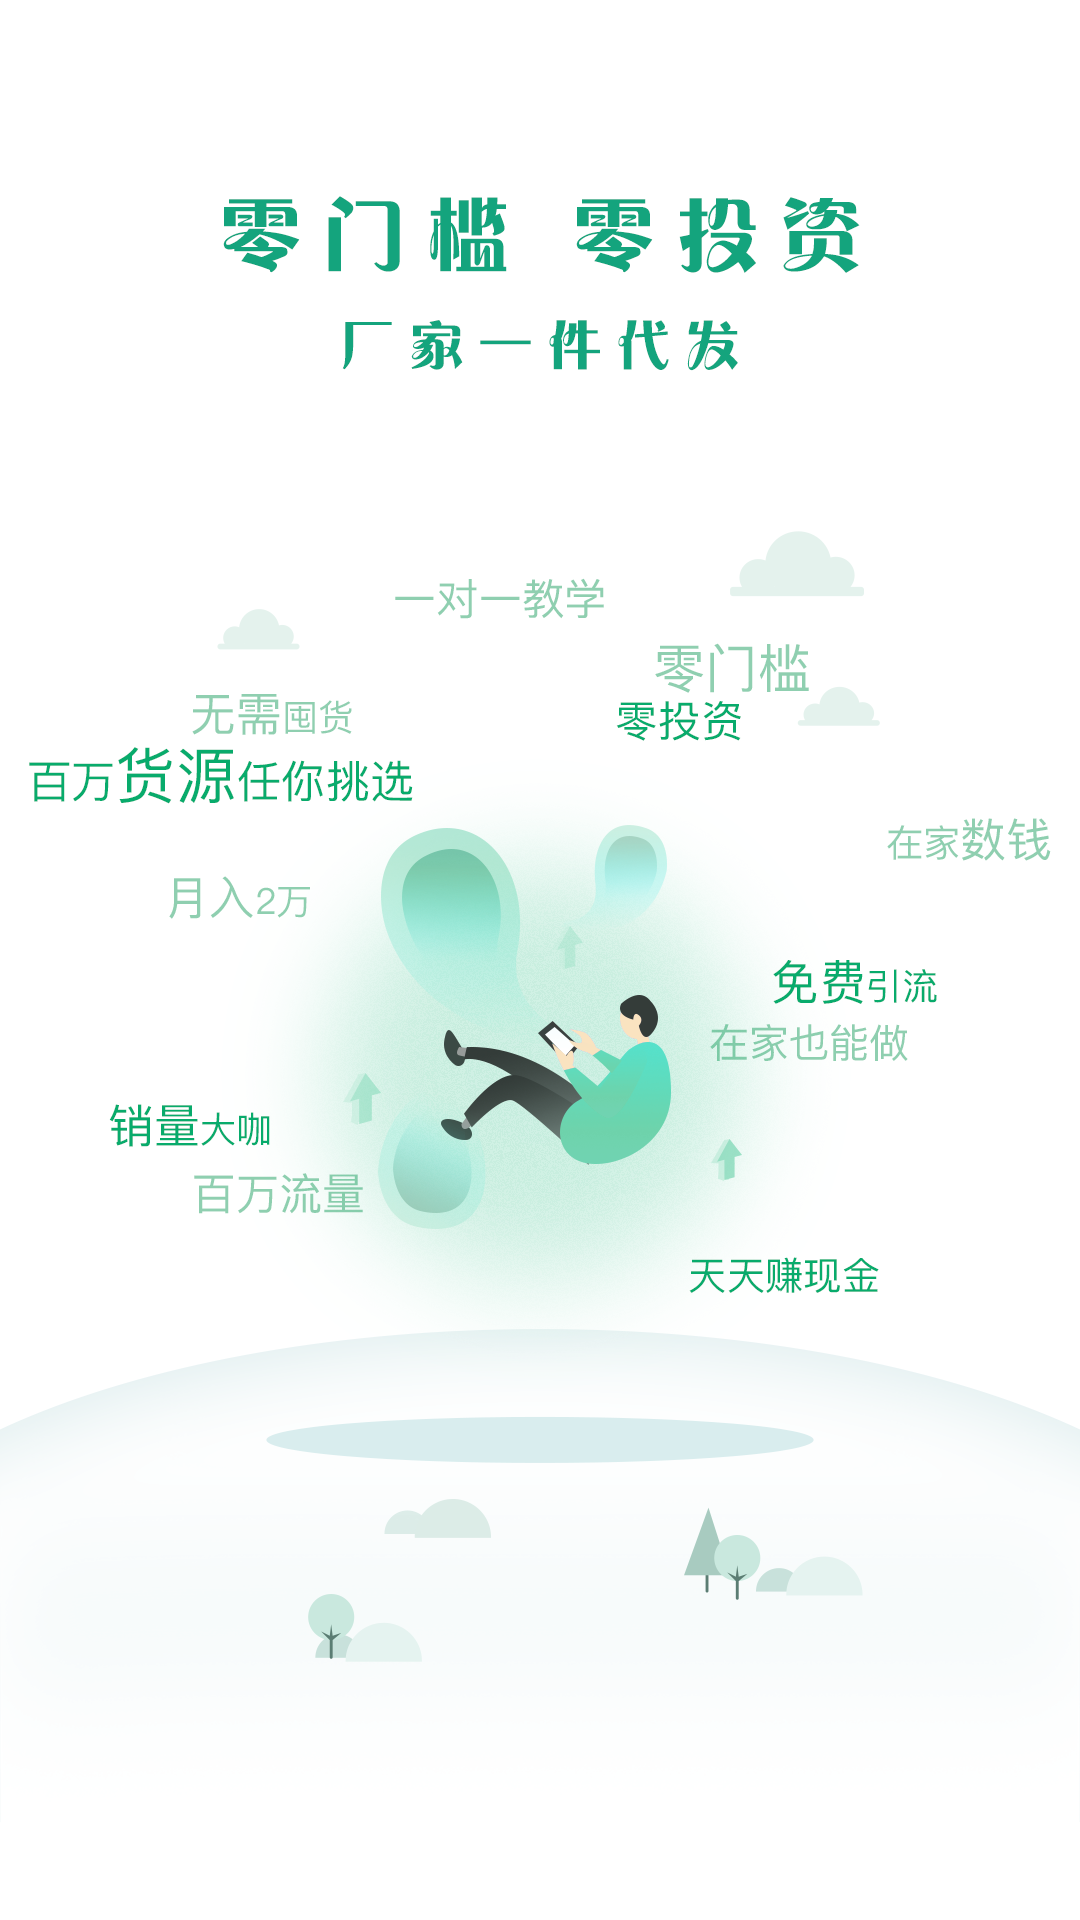 零门槛 零投资
厂家一件代发
一对一教学
零门槛
无需囤货
零投资
百万货源任你挑选
在家数钱
月入2万
免费引流
在家也能做
销量大咖
百万流量
天天赚现金